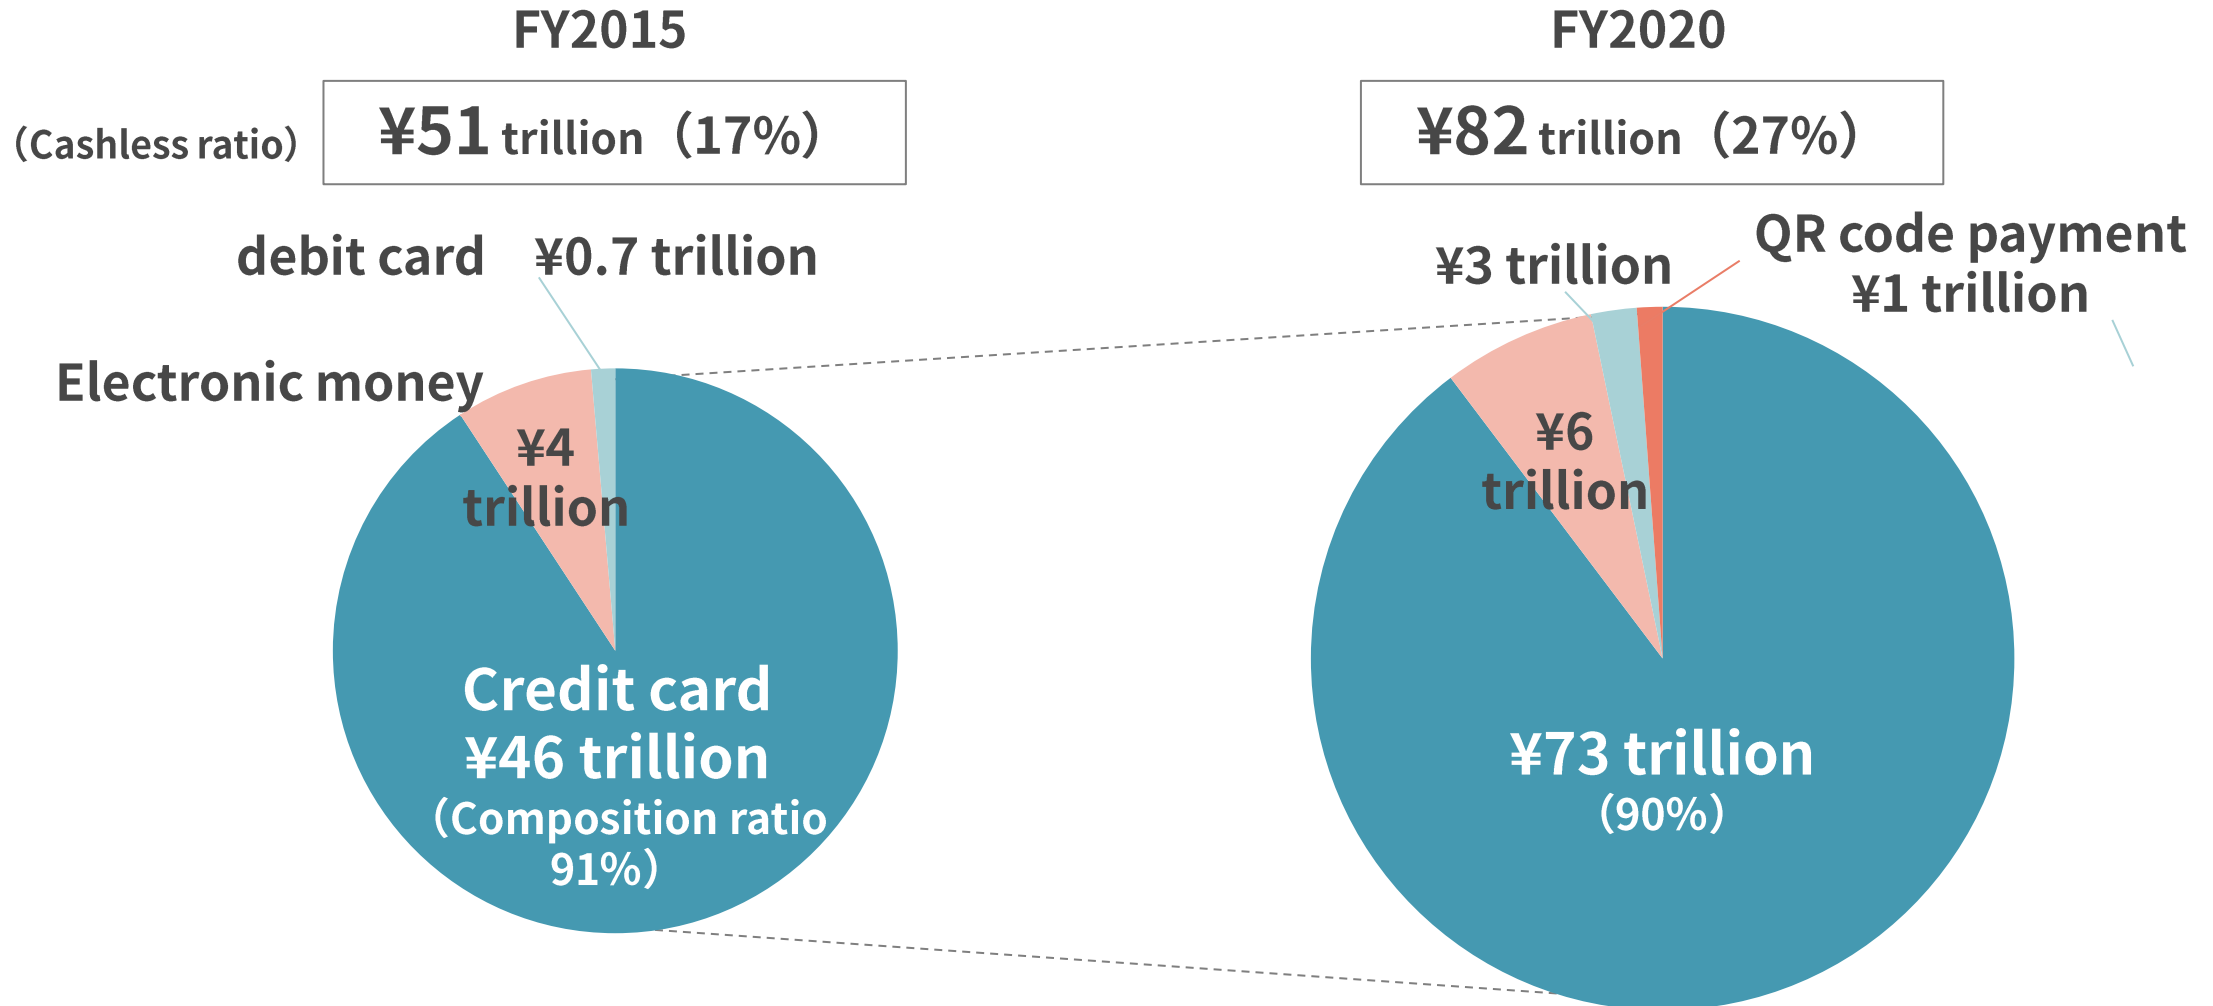 FY2015
(Cashless ratio)
¥51 trillion (17%)
debit card ¥0.7 trillion
Electronic money
¥4
trillion
Credit card
¥46 trillion
(Composition ratio
91%)
FY2020
¥82 trillion (27%)
QR code payment
¥1 trillion
¥3 trillion
¥6
trillion
¥73 trillion
(90%)